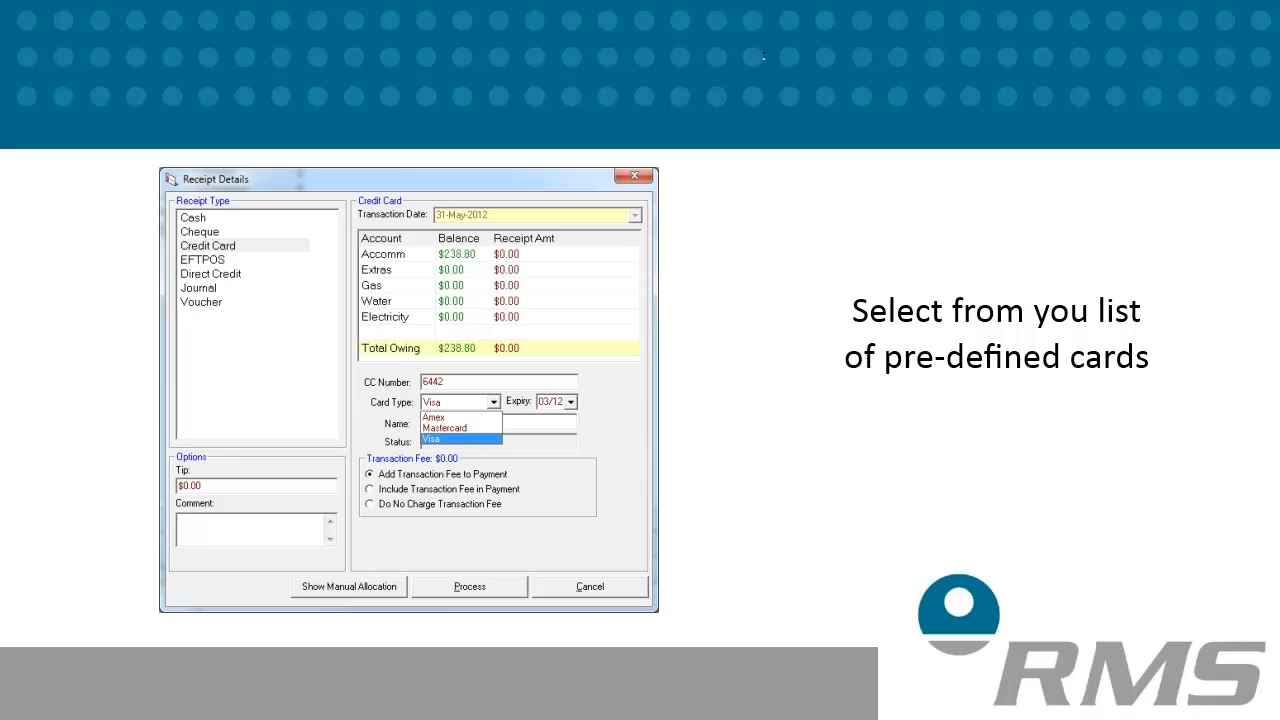 :
Receipt Details
Receipt Type
Cash
Cheque
Credit Card
EFTPOS
Direct Credit
Journal
Voucher
Options
Tip:
$0.00
Comment:
Credit Card
Transaction Date: 31-May-2012
Account Balance Receipt Amt
Accomm $238.80 $0.00
Extras $0.00 $0.00
Gas $0.00 $0.00
Water $0.00 $0.00
Electricity $0.00 $0.00
Total Owing $238.80 $0.00
CC Number: 6442
Card Type: Visa Expiry: 03/12
Amex
Mastercard
Visa
Name:
Status:
Transaction Fee: $0.00
Add Transaction Fee to Payment
Include Transaction Fee in Payment
Do No Charge Transaction Fee
Show Manual Allocation Process Cancel
Select from you list
of pre-defined cards
RMS